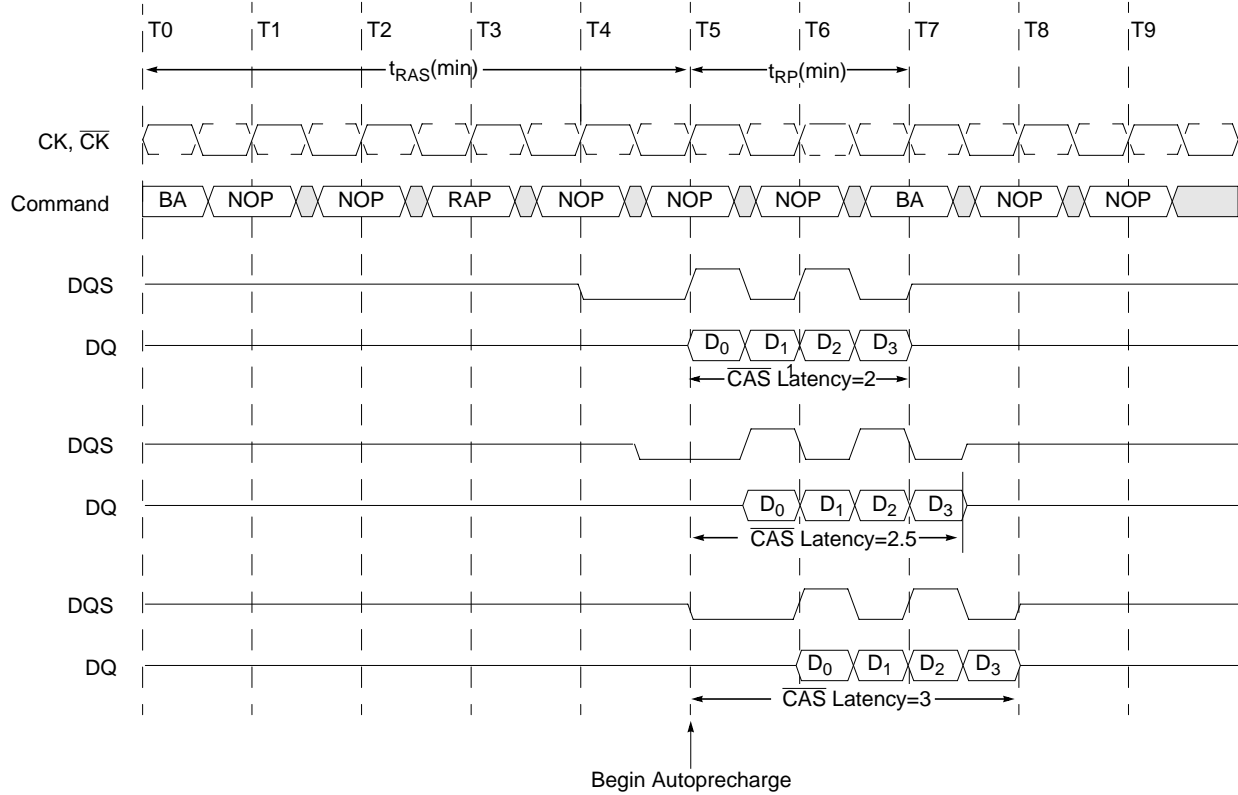 T0 T1 T2 T3 T4 T5 T6 T7 T8 T9
tRAS(min) tRP(min)
CK, CK
Command BA NOP NOP RAP NOP NOP NOP BA NOP NOP
DQS
DQ D0 D1 D2 D3
1
CAS Latency=2
DQS
DQ D0 D1 D2 D3
CAS Latency=2.5
DQS
DQ D0 D1 D2 D3
CAS Latency=3
Begin Autoprecharge